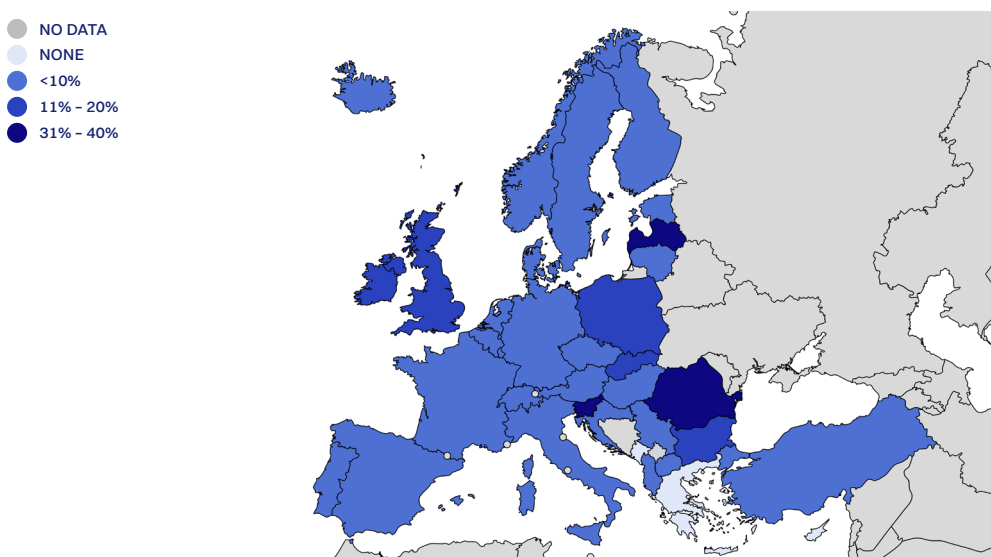 NO DATA
NONE
<10%
11% – 20%
31% – 40%